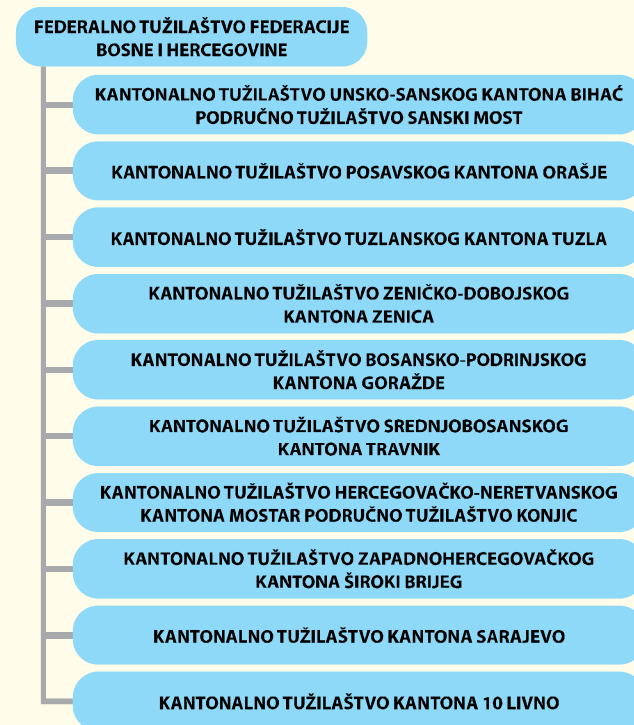 FEDERALNO TUŽILAŠTVO FEDERACIJE
BOSNE I HERCEGOVINE
KANTONALNO TUŽILAŠTVO UNSKO-SANSKOG KANTONA BIHAĆ
PODRUČNO TUŽILAŠTVO SANSKI MOST
KANTONALNO TUŽILAŠTVO POSAVSKOG KANTONA ORAŠJE
KANTONALNO TUŽILAŠTVO TUZLANSKOG KANTONA TUZLA
KANTONALNO TUŽILAŠTVO ZENIČKO-DOBOJSKOG
KANTONA ZENICA
KANTONALNO TUŽILAŠTVO BOSANSKO-PODRINJSKOG
KANTONA GORAŽDE
KANTONALNO TUŽILAŠTVO SREDNJOBOSANSKOG
KANTONA TRAVNIK
KANTONALNO TUŽILAŠTVO HERCEGOVAČKO-NERETVANSKOG
KANTONA MOSTAR PODRUČNO TUŽILAŠTVO KONJIC
KANTONALNO TUŽILAŠTVO ZAPADNOHERCEGOVAČKOG
KANTONA ŠIROKI BRIJEG
KANTONALNO TUŽILAŠTVO KANTONA SARAJEVO
KANTONALNO TUŽILAŠTVO KANTONA 10 LIVNO